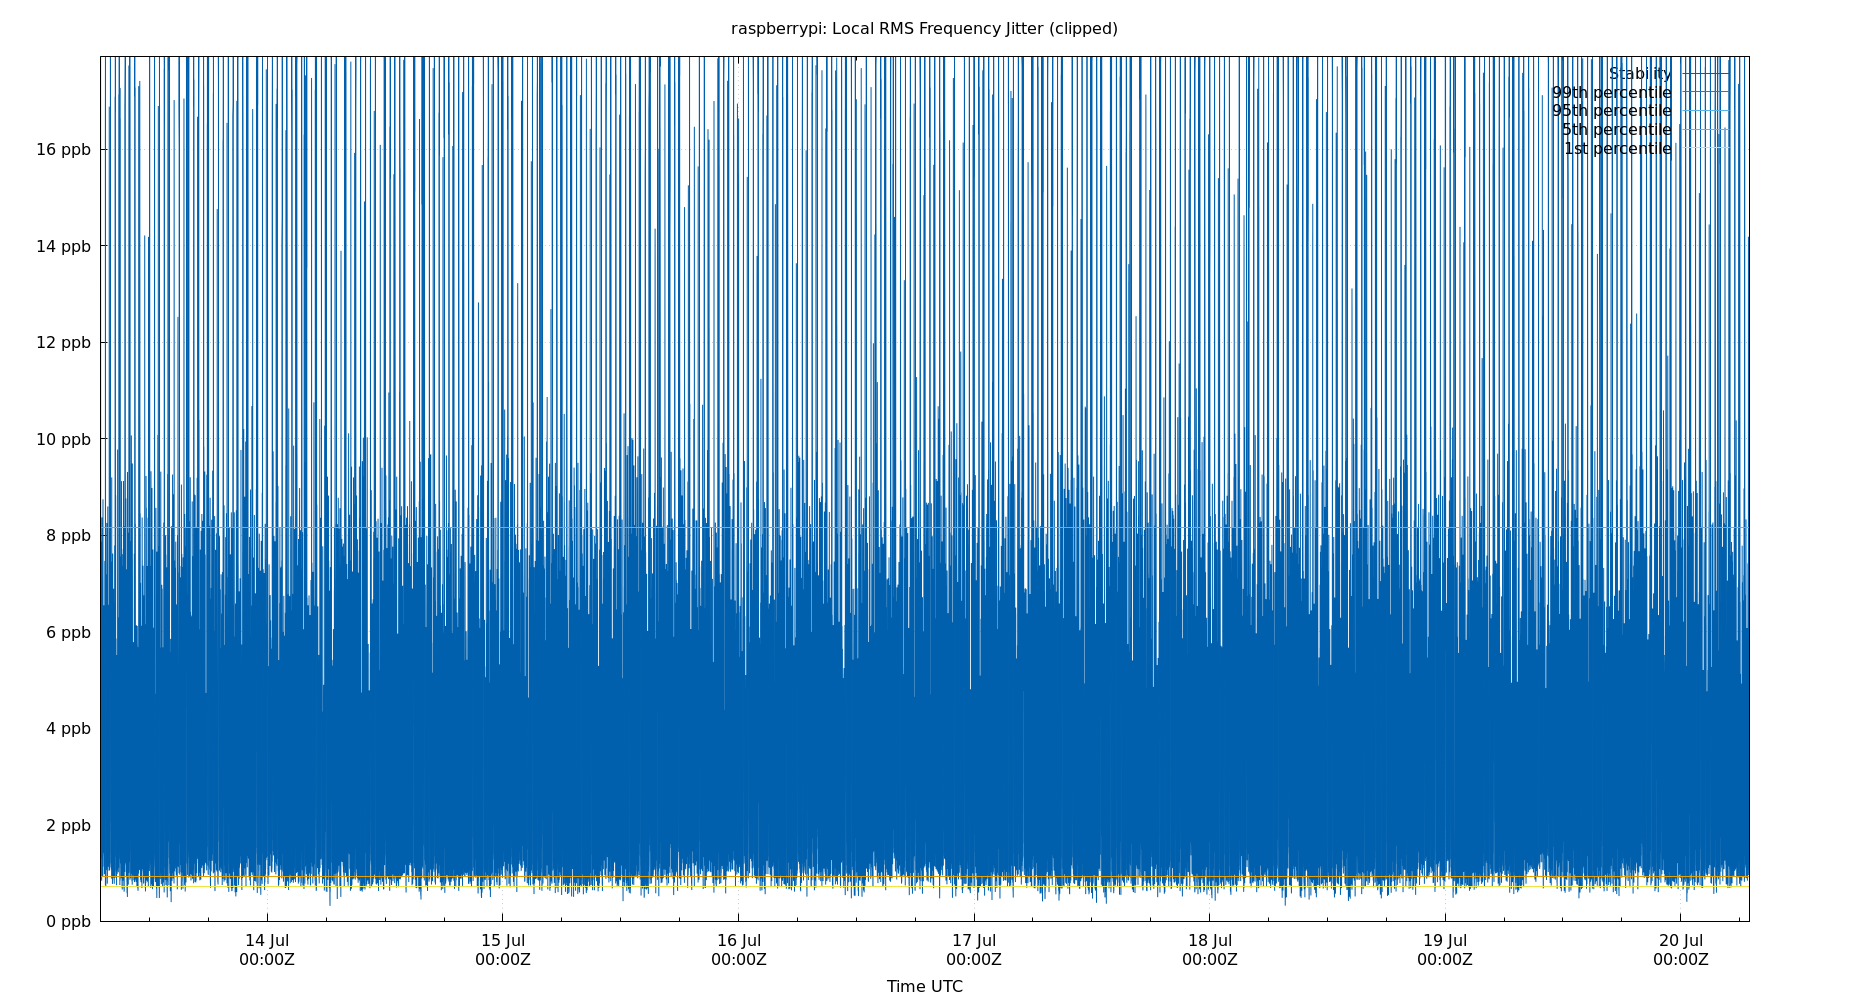 raspberrypi: Local RMS Frequency Jitter (clipped)
Stability
99th percentile
95th percentile
5th percentile
1st percentile
16 ppb
14 ppb
12 ppb
10 ppb
8 ppb
6 ppb
4 ppb
2 ppb
0 ppb
14 Jul 15 Jul 16 Jul 17 Jul 18 Jul 19 Jul 20 Jul
00:00Z 00:00Z 00:00Z 00:00Z 00:00Z 00:00Z 00:00Z
Time UTC